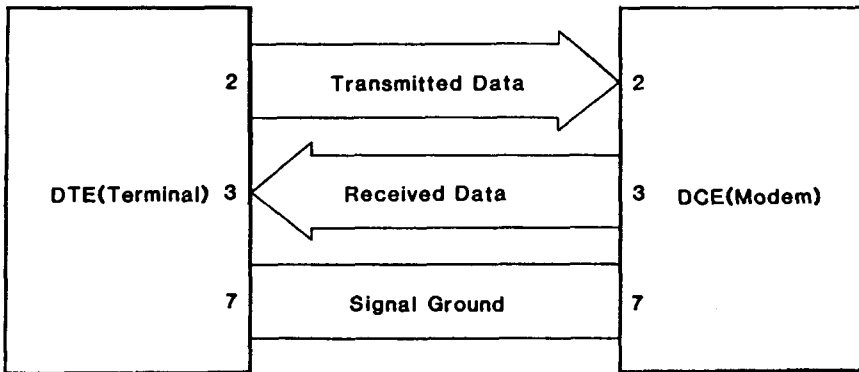 2 Transmitted Data 2
DTE(Terminal) 3 Received Data 3 DCE(Modem)
7 Signal Ground 7